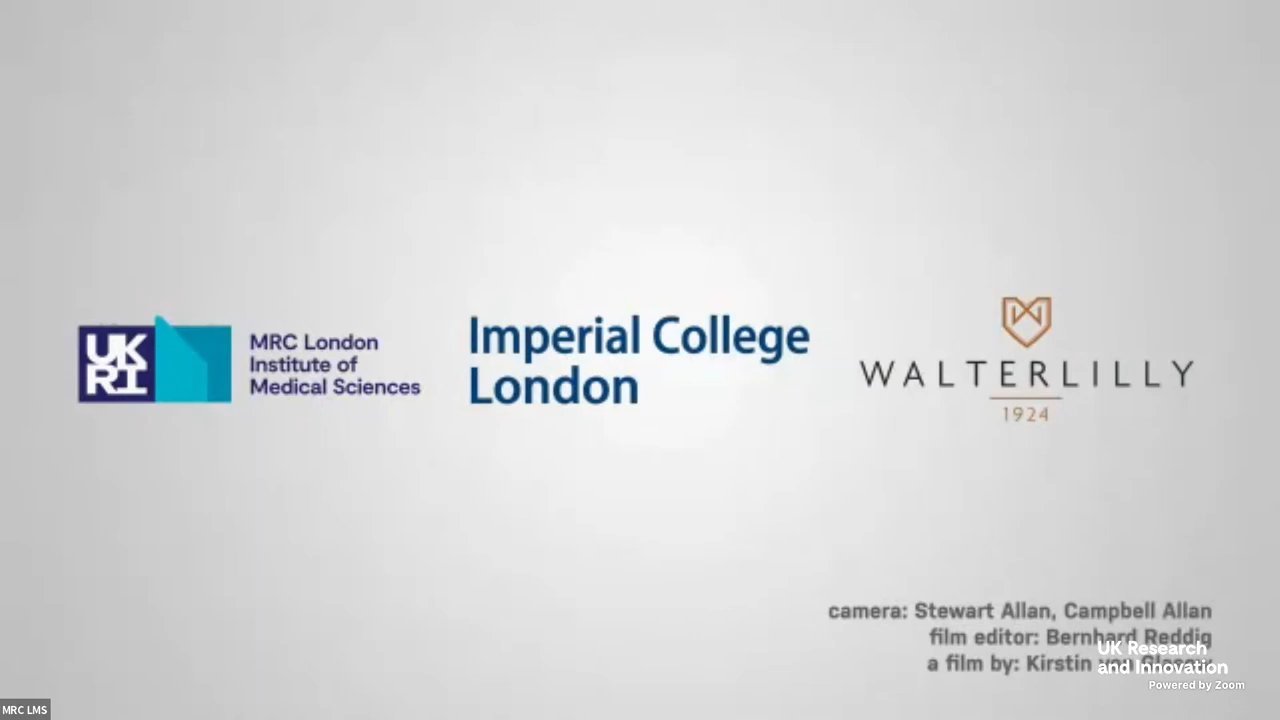 UK
RI
MRC London
Institute of
Medical Sciences
Imperial College
London
WALTERLILLY
1924
camera: Stewart Allan, Campbell Allan
film editor: Bernhard Reddig
a film by: Kirstin
UK Research
and Innovation
Powered by Zoom
MRC LMS